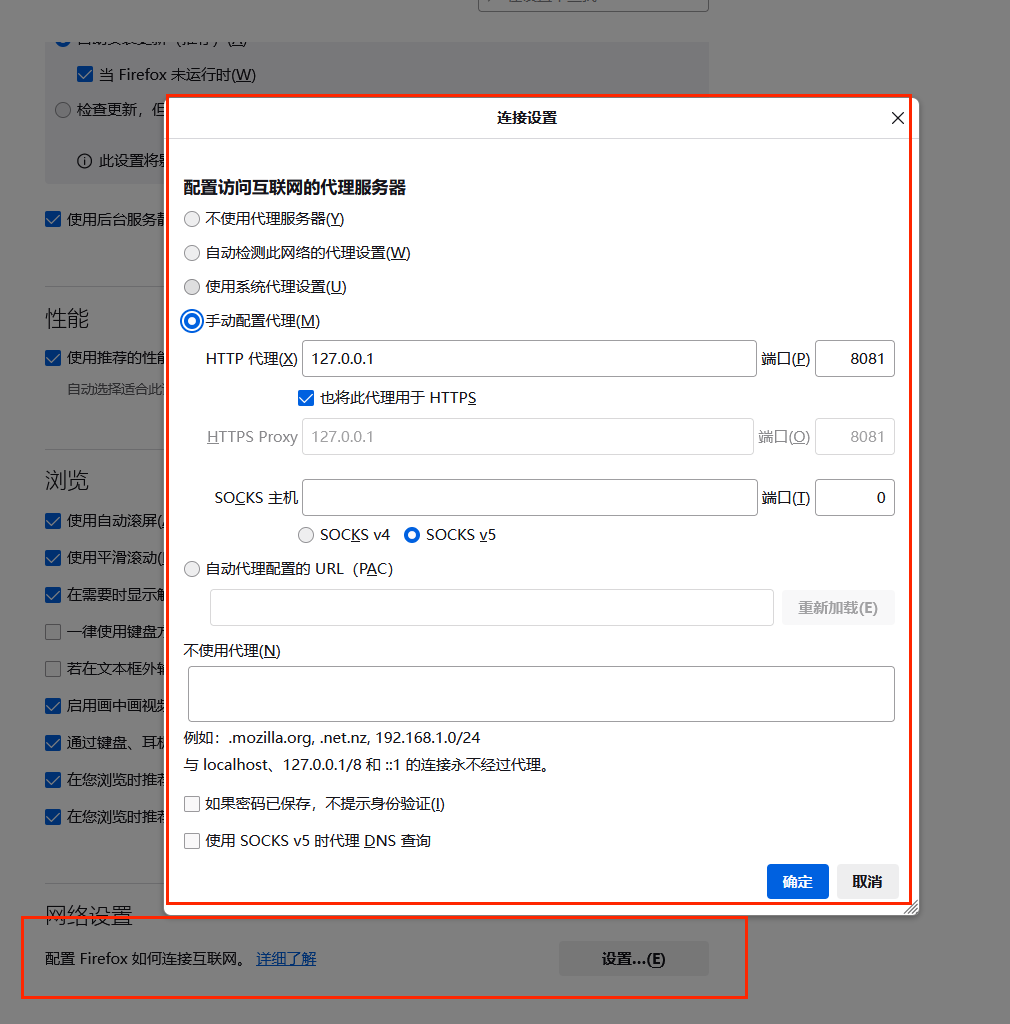 自动安装更新（推荐）(A)
当 Firefox 未运行时(W)
检查更新，但
此设置将
使用后台服务
性能
使用推荐的性能
自动选择适合此
浏览
使用自动滚屏(
使用平滑滚动(
在需要时显示
一律使用键盘
若在文本框外
启用画中画视频
通过键盘、耳机
在您浏览时推荐
在您浏览时推荐
连接设置
配置访问互联网的代理服务器
不使用代理服务器(Y)
自动检测此网络的代理设置(W)
使用系统代理设置(U)
手动配置代理(M)
HTTP 代理(X) 127.0.0.1 端口(P) 8081
也将此代理用于 HTTPS
HTTPS Proxy 127.0.0.1 端口(O) 8081
SOCKS 主机 端口(T) 0
SOCKS v4 SOCKS v5
自动代理配置的 URL（PAC）
重新加载(E)
不使用代理(N)
例如：.mozilla.org, .net.nz, 192.168.1.0/24
与 localhost、127.0.0.1/8 和 ::1 的连接永不经过代理。
如果密码已保存，不提示身份验证(I)
使用 SOCKS v5 时代理 DNS 查询
确定 取消
网络设置
配置 Firefox 如何连接互联网。 详细了解 设置...(E)